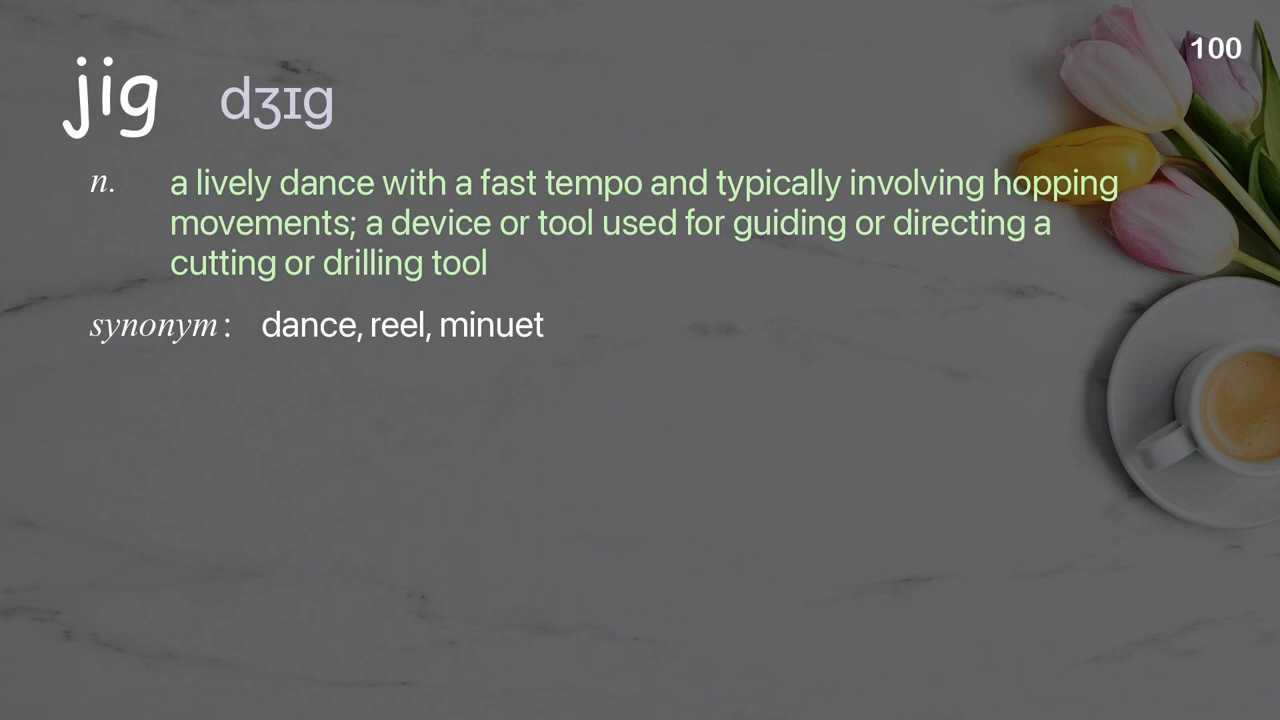 100
jig dʒɪg
n. a lively dance with a fast tempo and typically involving hopping
movements; a device or tool used for guiding or directing a
cutting or drilling tool
synonym: dance, reel, minuet